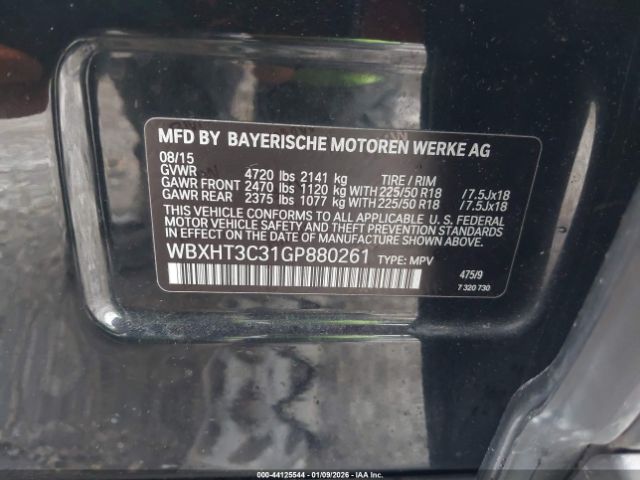 MFD BY BAYERISCHE MOTOREN WERKE AG
08/15
GVWR 4720 lbs 2141 kg TIRE / RIM
GAWR FRONT 2470 lbs 1120 kg WITH 225/50 R18 /7.5Jx18
GAWR REAR 2375 lbs 1077 kg WITH 225/50 R18 /7.5Jx18
THIS VEHICLE CONFORMS TO ALL APPLICABLE U. S. FEDERAL
MOTOR VEHICLE SAFETY AND THEFT PREVENTION
STANDARDS IN EFFECT ON THE DATE OF
MANUFACTURE SHOWN ABOVE.
WBXHT3C31GP880261 TYPE: MPV
475/9
7 320 730
000-44125544 | 01/09/2026 | IAAI.COM